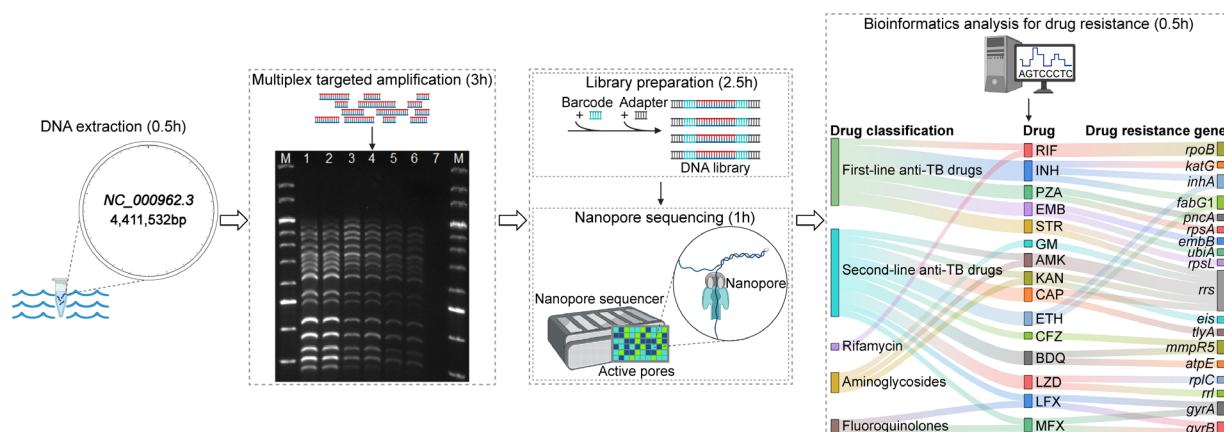 DNA extraction (0.5h)
NC_000962.3
4,411,532bp
Multiplex targeted amplification (3h)
M 1 2 3 4 5 6 7 M
Library preparation (2.5h)
Barcode Adapter
+ +
DNA library
Nanopore sequencing (1h)
Nanopore
Nanopore sequencer
Active pores
Bioinformatics analysis for drug resistance (0.5h)
AGTCCCTC
Drug classification Drug Drug resistance gene
First-line anti-TB drugs
Second-line anti-TB drugs
Rifamycin
Aminoglycosides
Fluoroquinolones
RIF
INH
PZA
EMB
STR
GM
AMK
KAN
CAP
ETH
CFZ
BDQ
LZD
LFX
MFX
rpoB
katG
inhA
fabG1
pncA
rpsA
embB
ubiA
rpsL
rrs
eis
tlyA
mmpR5
atpE
rplC
rrl
gyrA
gyrB